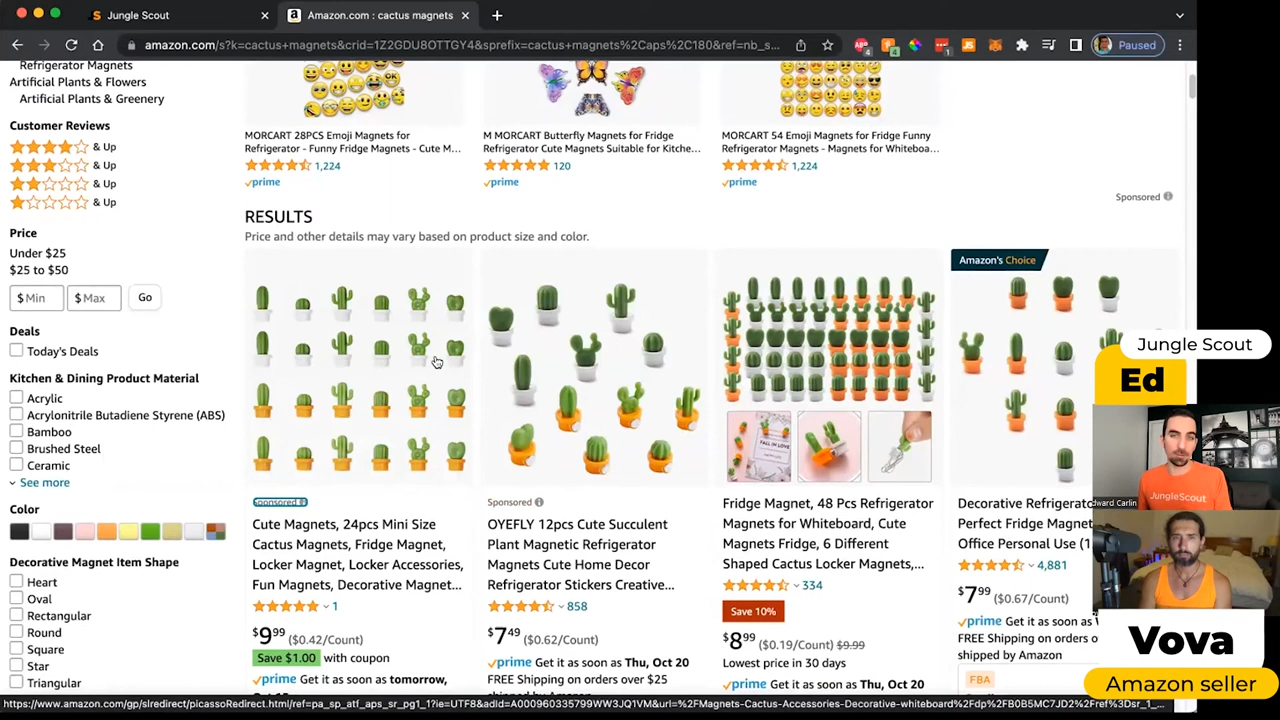 Jungle Scout
Amazon.com : cactus magnets
amazon.com/s?k=cactus+magnets&crid=1Z2GDU8OTTGY4&sprefix=cactus+magnets%2Caps%2C180&ref=nb_s...
Paused
Refrigerator Magnets
Artificial Plants & Flowers
Artificial Plants & Greenery
Customer Reviews
& Up
& Up
& Up
& Up
Price
Under $25
$25 to $50
$ Min
$ Max
Go
Deals
Today's Deals
Kitchen & Dining Product Material
Acrylic
Acrylonitrile Butadiene Styrene (ABS)
Bamboo
Brushed Steel
Ceramic
See more
Color
Decorative Magnet Item Shape
Heart
Oval
Rectangular
Round
Square
Star
Triangular
MORCART 28PCS Emoji Magnets for
Refrigerator - Funny Fridge Magnets - Cute M...
1,224
prime
M MORCART Butterfly Magnets for Fridge
Refrigerator Cute Magnets Suitable for Kitche...
120
prime
MORCART 54 Emoji Magnets for Fridge Funny
Refrigerator Magnets - Magnets for Whiteboa...
1,224
prime
Sponsored
RESULTS
Price and other details may vary based on product size and color.
Sponsored
Cute Magnets, 24pcs Mini Size
Cactus Magnets, Fridge Magnet,
Locker Magnet, Locker Accessories,
Fun Magnets, Decorative Magnet...
1
$9.99 ($0.42/Count)
Save $1.00 with coupon
prime Get it as soon as tomorrow,
Sponsored
OYEFLY 12pcs Cute Succulent
Plant Magnetic Refrigerator
Magnets Cute Home Decor
Refrigerator Stickers Creative...
858
$7.49 ($0.62/Count)
prime Get it as soon as Thu, Oct 20
FREE Shipping on orders over $25
shipped by Amazon
FALL IN LOVE
Fridge Magnet, 48 Pcs Refrigerator
Magnets for Whiteboard, Cute
Magnets Fridge, 6 Different
Shaped Cactus Locker Magnets,...
334
Save 10%
$8.99 ($0.19/Count) $9.99
Lowest price in 30 days
prime Get it as soon as Thu, Oct 20
Amazon's Choice
Decorative Refrigerato
Perfect Fridge Magnet
Office Personal Use (1
4,881
$7.99 ($0.67/Count)
prime Get it as soon as
FREE Shipping on orders
shipped by Amazon
FBA
Jungle Scout
Ed
JungleScout
dward Carlin
Vova
Amazon seller